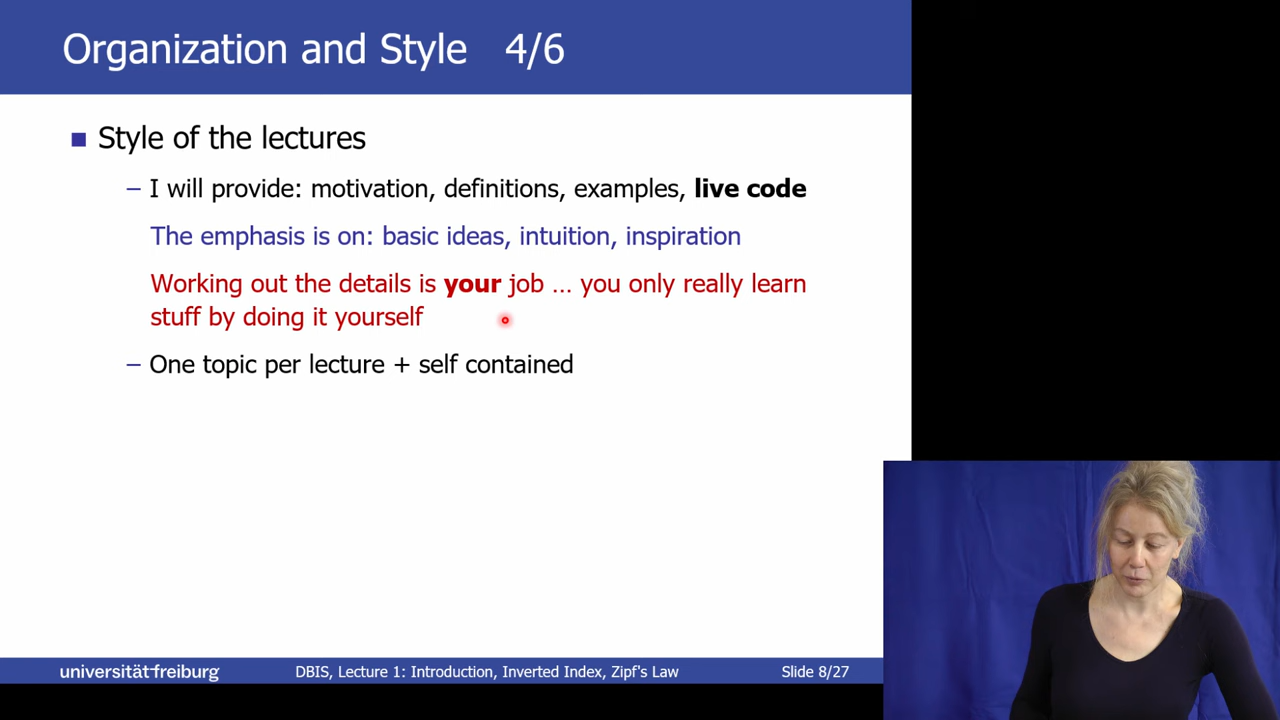 Organization and Style 4/6
Style of the lectures
– I will provide: motivation, definitions, examples, live code
The emphasis is on: basic ideas, intuition, inspiration
Working out the details is your job … you only really learn
stuff by doing it yourself
– One topic per lecture + self contained
universität freiburg
DBIS, Lecture 1: Introduction, Inverted Index, Zipf's Law
Slide 8/27